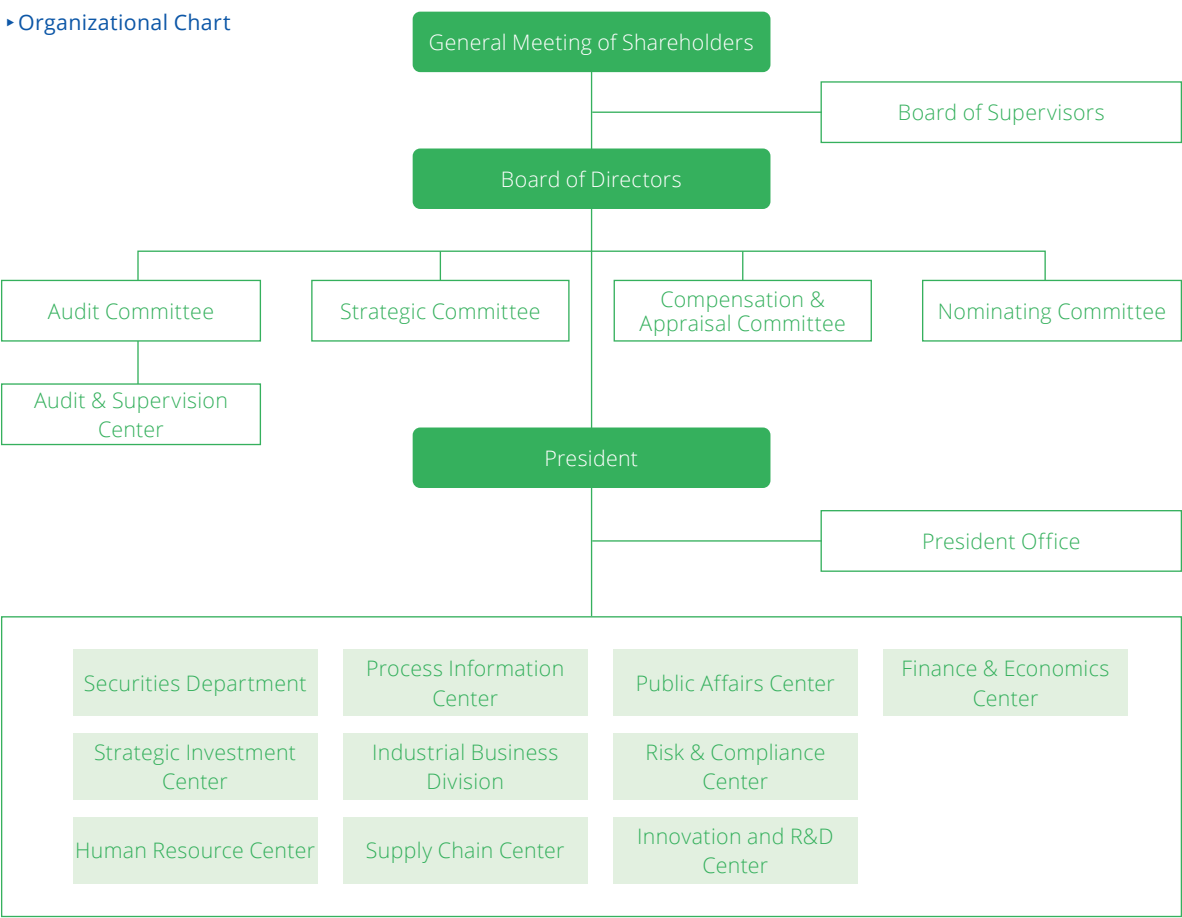 ▸Organizational Chart
General Meeting of Shareholders
Board of Supervisors
Board of Directors
Audit Committee
Strategic Committee
Compensation &
Appraisal Committee
Nominating Committee
Audit & Supervision
Center
President
President Office
Securities Department
Process Information
Center
Public Affairs Center
Finance & Economics
Center
Strategic Investment
Center
Industrial Business
Division
Risk & Compliance
Center
Human Resource Center
Supply Chain Center
Innovation and R&D
Center